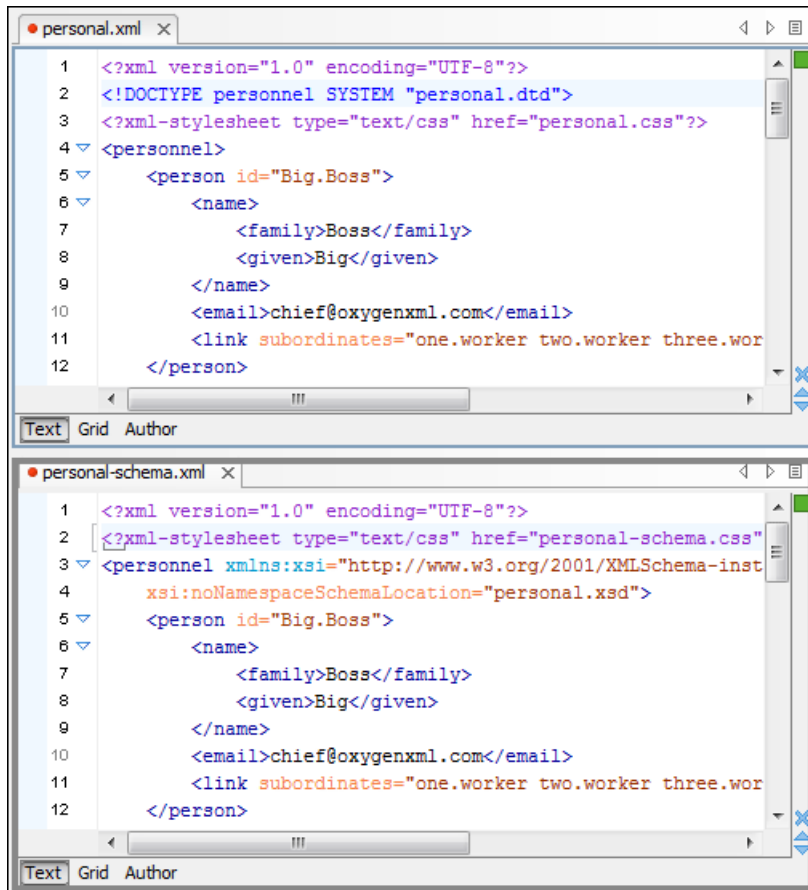 personal.xml
1 <?xml version="1.0" encoding="UTF-8"?>
2 <!DOCTYPE personnel SYSTEM "personal.dtd">
3 <?xml-stylesheet type="text/css" href="personal.css"?>
4 <personnel>
5 <person id="Big.Boss">
6 <name>
7 <family>Boss</family>
8 <given>Big</given>
9 </name>
10 <email>chief@oxygenxml.com</email>
11 <link subordinates="one.worker two.worker three.wor
12 </person>
Text Grid Author
personal-schema.xml
1 <?xml version="1.0" encoding="UTF-8"?>
2 <?xml-stylesheet type="text/css" href="personal-schema.css"
3 <personnel xmlns:xsi="http://www.w3.org/2001/XMLSchema-inst
4 xsi:noNamespaceSchemaLocation="personal.xsd">
5 <person id="Big.Boss">
6 <name>
7 <family>Boss</family>
8 <given>Big</given>
9 </name>
10 <email>chief@oxygenxml.com</email>
11 <link subordinates="one.worker two.worker three.wor
12 </person>
Text Grid Author